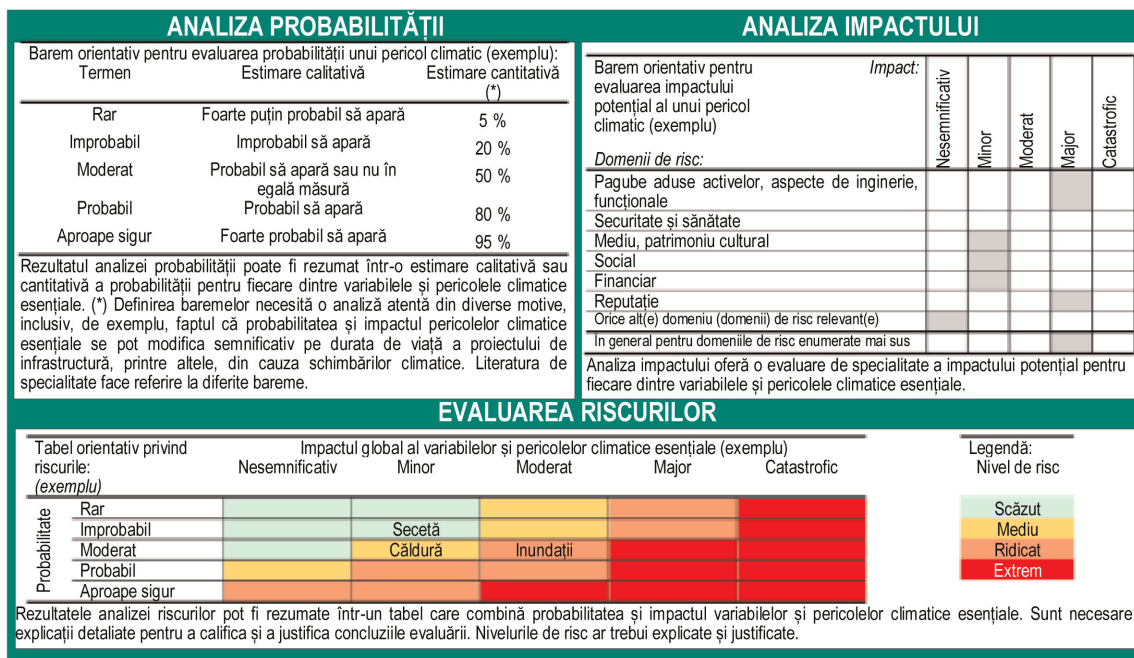 ANALIZA PROBABILITĂȚII
Barem orientativ pentru evaluarea probabilității unui pericol climatic (exemplu):
Termen Estimare calitativă Estimare cantitativă
(*)
Rar Foarte puțin probabil să apară 5 %
Improbabil Improbabil să apară 20 %
Moderat Probabil să apară sau nu în
egală măsură 50 %
Probabil Probabil să apară 80 %
Aproape sigur Foarte probabil să apară 95 %
Rezultatul analizei probabilității poate fi rezumat într-o estimare calitativă sau
cantitativă a probabilității pentru fiecare dintre variabilele și pericolele climatice
esențiale. (*) Definirea baremelor necesită o analiză atentă din diverse motive,
inclusiv, de exemplu, faptul că probabilitatea și impactul pericolelor climatice
esențiale se pot modifica semnificativ pe durata de viață a proiectului de
infrastructură, printre altele, din cauza schimbărilor climatice. Literatura de
specialitate face referire la diferite bareme.
ANALIZA IMPACTULUI
Barem orientativ pentru Impact:
evaluarea impactului
potențial al unui pericol
climatic (exemplu)
Domenii de risc:
Nesemnificativ
Minor
Moderat
Major
Catastrofic
Pagube aduse activelor, aspecte de inginerie,
funcționale
Securitate și sănătate
Mediu, patrimoniu cultural
Social
Financiar
Reputație
Orice alt(e) domeniu (domenii) de risc relevant(e)
În general pentru domeniile de risc enumerate mai sus
Analiza impactului oferă o evaluare de specialitate a impactului potențial pentru
fiecare dintre variabilele și pericolele climatice esențiale.
EVALUAREA RISCURILOR
Tabel orientativ privind
riscurile:
(exemplu)
Impactul global al variabilelor și pericolelor climatice esențiale (exemplu)
Nesemnificativ Minor Moderat Major Catastrofic
Probabilitate
Rar
Improbabil Secetă
Moderat Căldură Inundații
Probabil
Aproape sigur
Legendă:
Nivel de risc
Scăzut
Mediu
Ridicat
Extrem
Rezultatele analizei riscurilor pot fi rezumate într-un tabel care combină probabilitatea și impactul variabilelor și pericolelor climatice esențiale. Sunt necesare
explicații detaliate pentru a califica și a justifica concluziile evaluării. Nivelurile de risc ar trebui explicate și justificate.